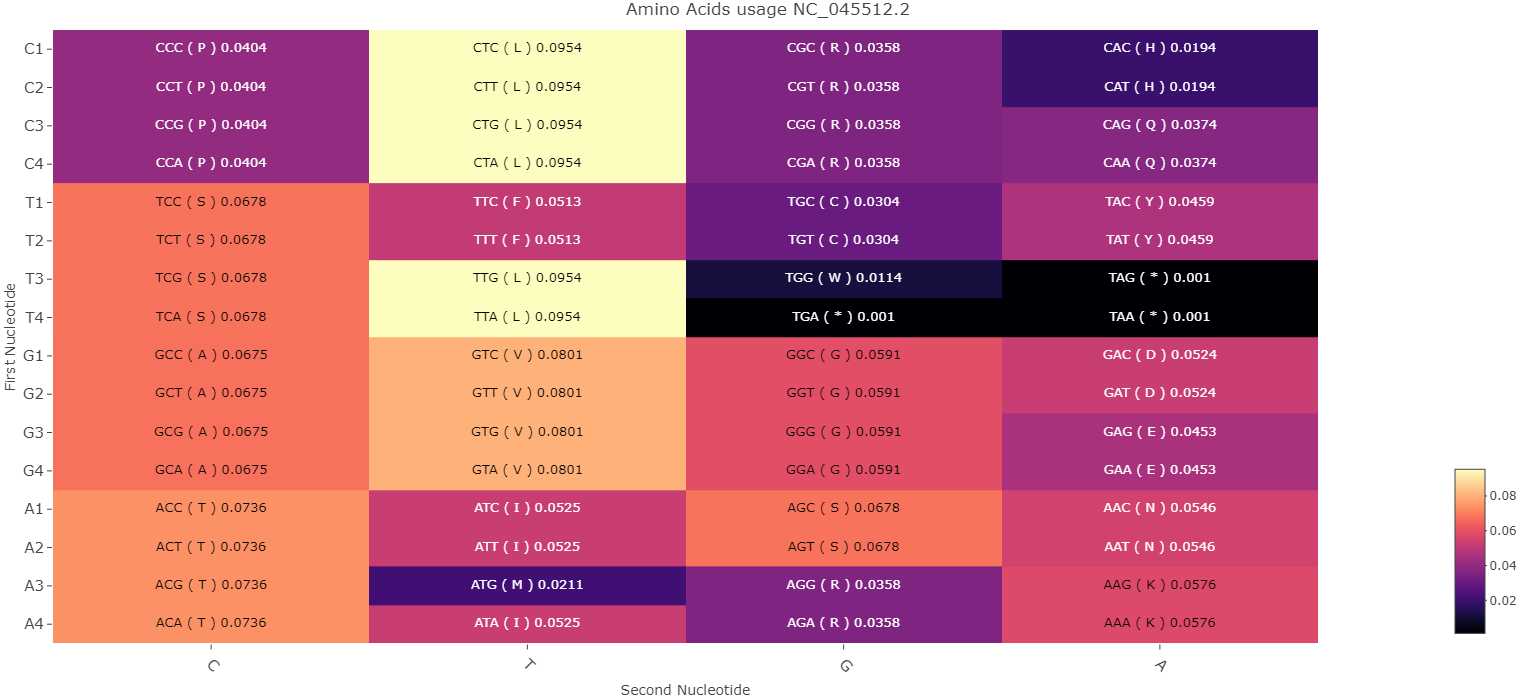 Amino Acids usage NC_045512.2
C1 CCC ( P ) 0.0404 CTC ( L ) 0.0954 CGC ( R ) 0.0358 CAC ( H ) 0.0194
C2 CCT ( P ) 0.0404 CTT ( L ) 0.0954 CGT ( R ) 0.0358 CAT ( H ) 0.0194
C3 CCG ( P ) 0.0404 CTG ( L ) 0.0954 CGG ( R ) 0.0358 CAG ( Q ) 0.0374
C4 CCA ( P ) 0.0404 CTA ( L ) 0.0954 CGA ( R ) 0.0358 CAA ( Q ) 0.0374
T1 TCC ( S ) 0.0678 TTC ( F ) 0.0513 TGC ( C ) 0.0304 TAC ( Y ) 0.0459
T2 TCT ( S ) 0.0678 TTT ( F ) 0.0513 TGT ( C ) 0.0304 TAT ( Y ) 0.0459
T3 TCG ( S ) 0.0678 TTG ( L ) 0.0954 TGG ( W ) 0.0114 TAG ( * ) 0.001
T4 TCA ( S ) 0.0678 TTA ( L ) 0.0954 TGA ( * ) 0.001 TAA ( * ) 0.001
G1 GCC ( A ) 0.0675 GTC ( V ) 0.0801 GGC ( G ) 0.0591 GAC ( D ) 0.0524
G2 GCT ( A ) 0.0675 GTT ( V ) 0.0801 GGT ( G ) 0.0591 GAT ( D ) 0.0524
G3 GCG ( A ) 0.0675 GTG ( V ) 0.0801 GGG ( G ) 0.0591 GAG ( E ) 0.0453
G4 GCA ( A ) 0.0675 GTA ( V ) 0.0801 GGA ( G ) 0.0591 GAA ( E ) 0.0453
A1 ACC ( T ) 0.0736 ATC ( I ) 0.0525 AGC ( S ) 0.0678 AAC ( N ) 0.0546
A2 ACT ( T ) 0.0736 ATT ( I ) 0.0525 AGT ( S ) 0.0678 AAT ( N ) 0.0546
A3 ACG ( T ) 0.0736 ATG ( M ) 0.0211 AGG ( R ) 0.0358 AAG ( K ) 0.0576
A4 ACA ( T ) 0.0736 ATA ( I ) 0.0525 AGA ( R ) 0.0358 AAA ( K ) 0.0576
C T G A
First Nucleotide
Second Nucleotide
0.08
0.06
0.04
0.02